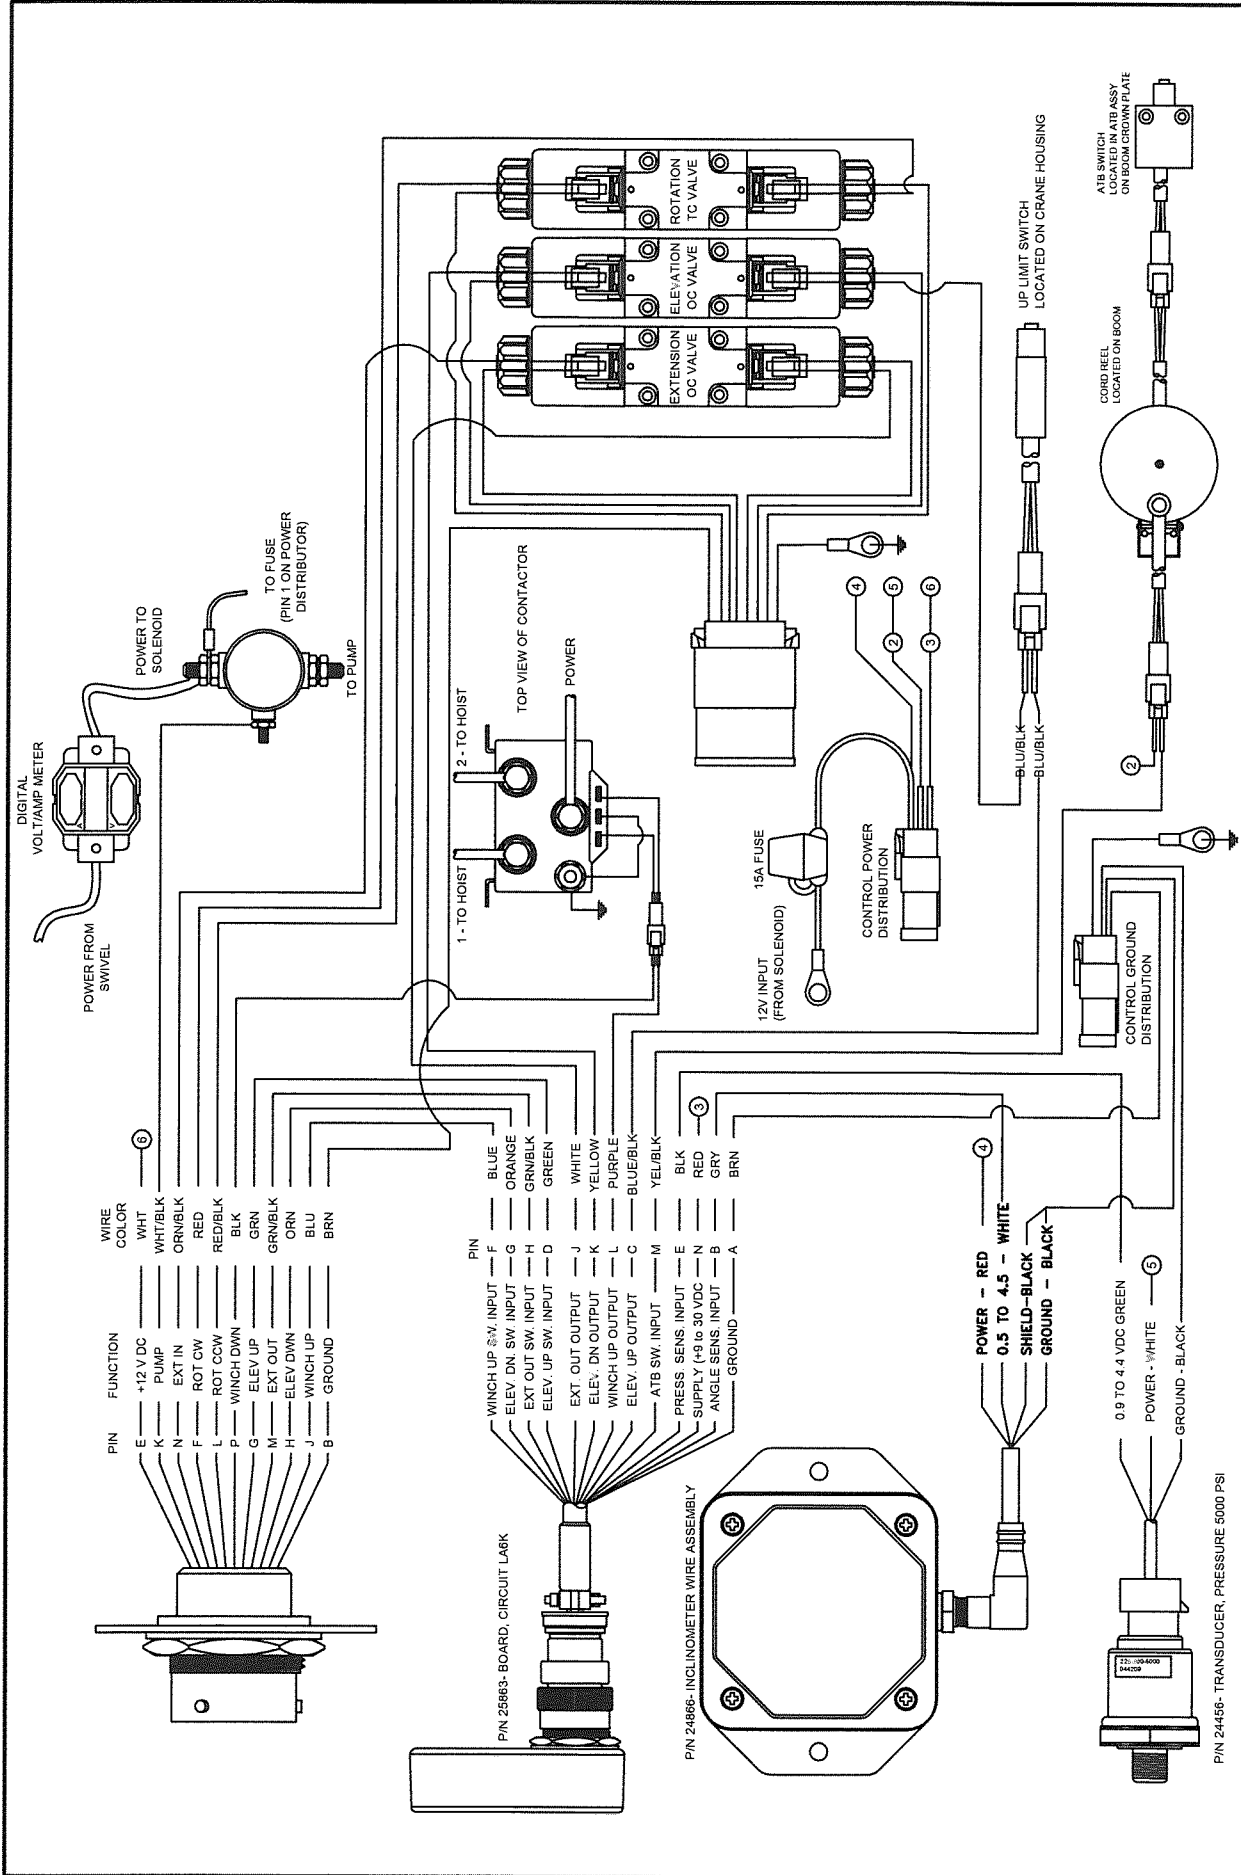 DIGITAL
VOLT/AMP METER
POWER FROM
SWIVEL
A
V
POWER TO
SOLENOID
TO FUSE
(PIN 1 ON POWER
DISTRIBUTOR)
TO PUMP
PIN FUNCTION WIRE
COLOR
E +12 V DC WHT 6
K PUMP WHT/BLK
N EXT IN ORN/BLK
F ROT CW RED
L ROT CCW RED/BLK
P WINCH DWN BLK
G ELEV UP GRN
M EXT OUT GRN/BLK
H ELEV DWN ORN
J WINCH UP BLU
B GROUND BRN
1 - TO HOIST
2 - TO HOIST
TOP VIEW OF CONTACTOR
POWER
EXTENSION
OC VALVE
ELEVATION
OC VALVE
ROTATION
TC VALVE
P/N 25863- BOARD, CIRCUIT LA6K
PIN
WINCH UP SW. INPUT F BLUE
ELEV. DN. SW. INPUT G ORANGE
EXT OUT SW. INPUT H GRN/BLK
ELEV. UP SW. INPUT D GREEN
EXT. OUT OUTPUT J WHITE
ELEV. DN OUTPUT K YELLOW
WINCH UP OUTPUT L PURPLE
ELEV. UP OUTPUT C BLUE/BLK
ATB SW. INPUT M YEL/BLK
PRESS. SENS. INPUT E BLK
SUPPLY (+9 to 30 VDC N RED 3
ANGLE SENS. INPUT B GRY
GROUND A BRN
12V INPUT
(FROM SOLENOID)
15A FUSE
CONTROL POWER
DISTRIBUTION
4
2 5
3 6
BLU/BLK
BLU/BLK
UP LIMIT SWITCH
LOCATED ON CRANE HOUSING
P/N 24866- INCLINOMETER WIRE ASSEMBLY
POWER - RED 4
0.5 TO 4.5 - WHITE
SHIELD-BLACK
GROUND - BLACK
CONTROL GROUND
DISTRIBUTION
2
CORD REEL
LOCATED ON BOOM
ATB SWITCH
LOCATED IN ATB ASSY
ON BOOM CROWN PLATE
0.9 TO 4.4 VDC GREEN
POWER - WHITE 5
GROUND - BLACK
044209
P/N 24456- TRANSDUCER, PRESSURE 5000 PSI